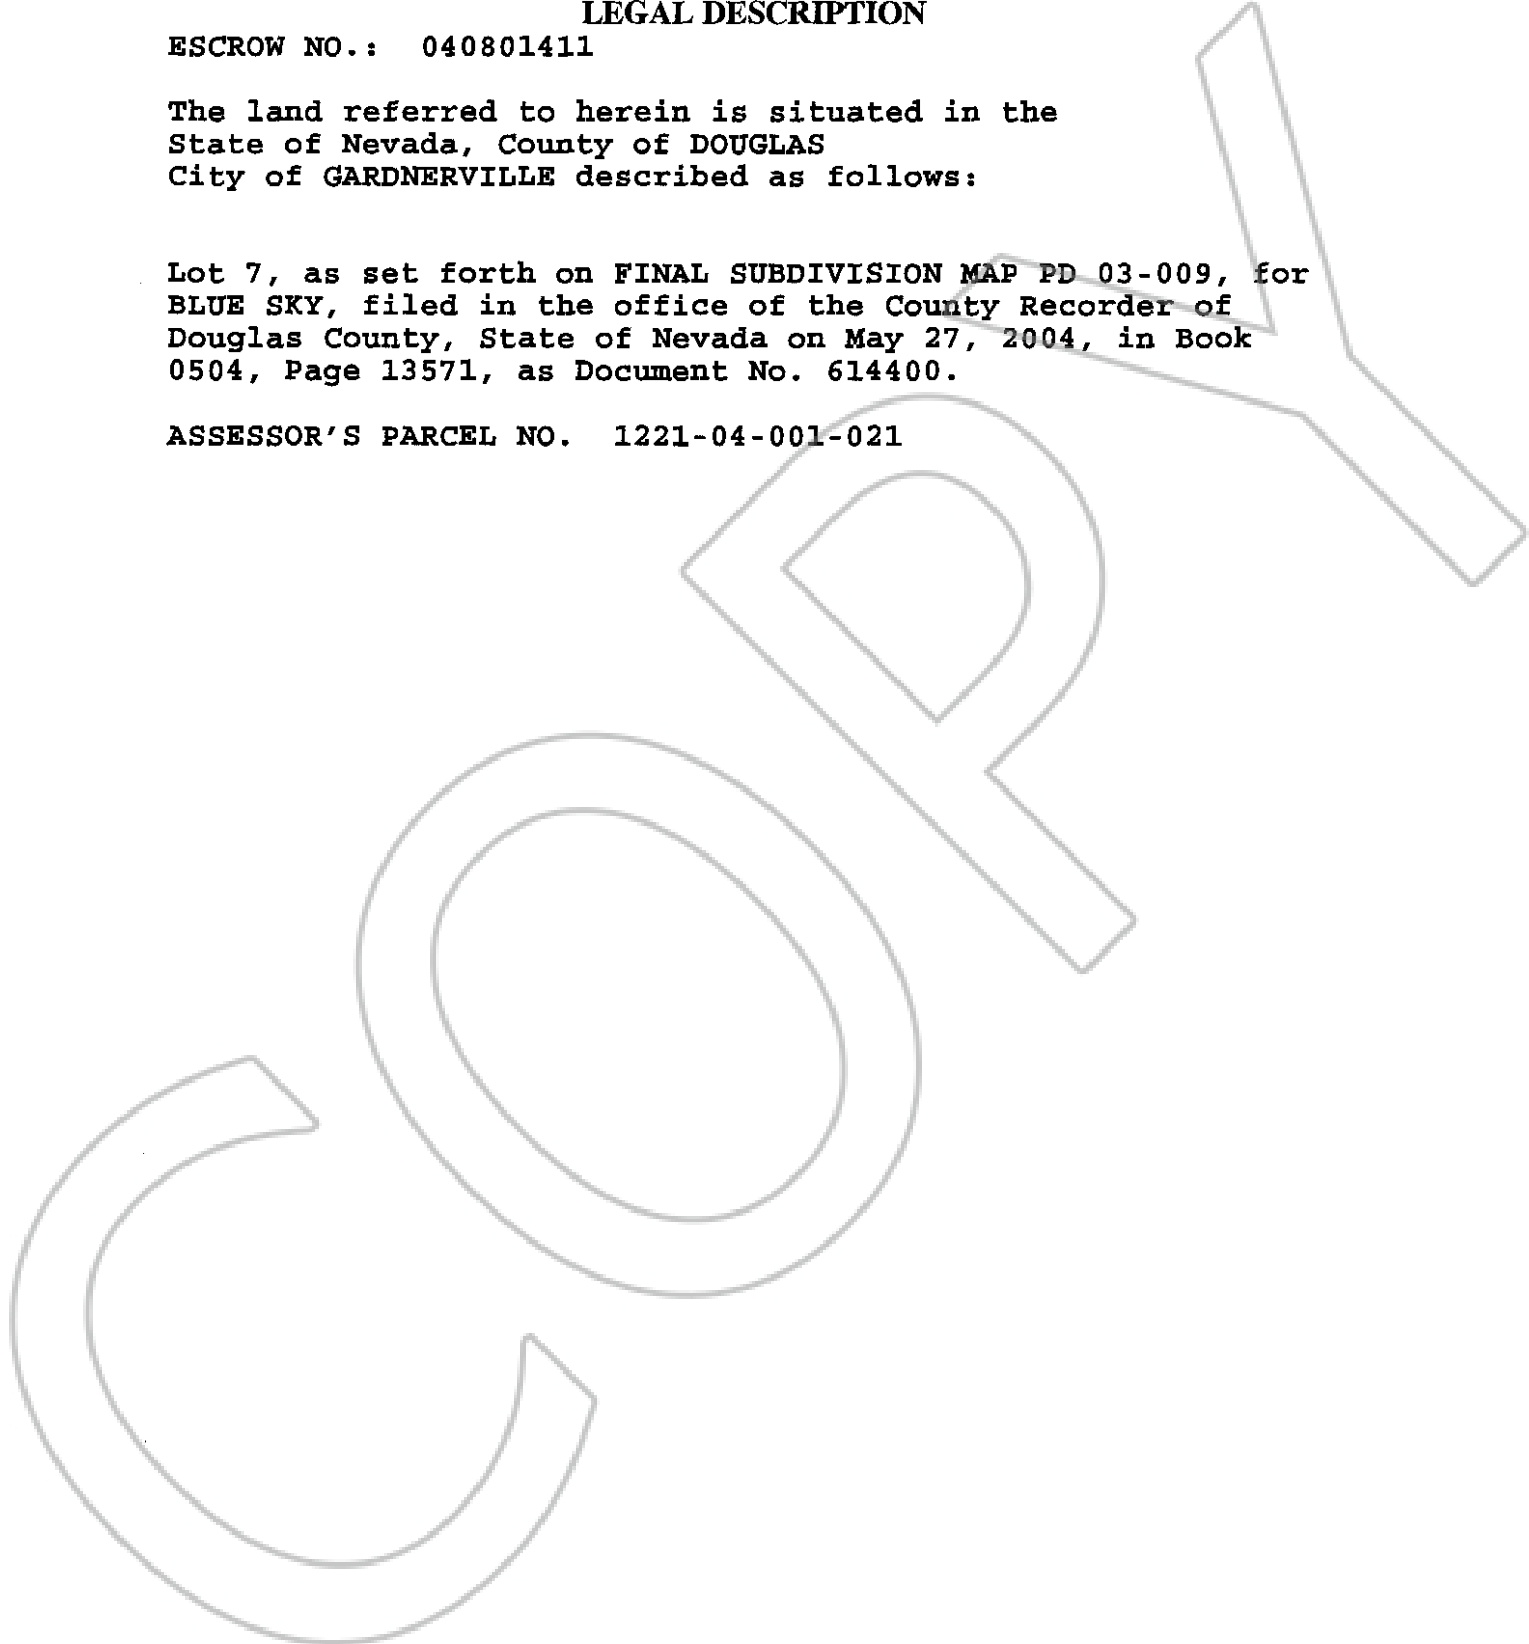 LEGAL DESCRIPTION
ESCROW NO.: 040801411
The land referred to herein is situated in the
State of Nevada, County of DOUGLAS
City of GARDNERVILLE described as follows:
Lot 7, as set forth on FINAL SUBDIVISION MAP PD 03-009, for
BLUE SKY, filed in the office of the County Recorder of
Douglas County, State of Nevada on May 27, 2004, in Book
0504, Page 13571, as Document No. 614400.
ASSESSOR'S PARCEL NO. 1221-04-001-021
COPY